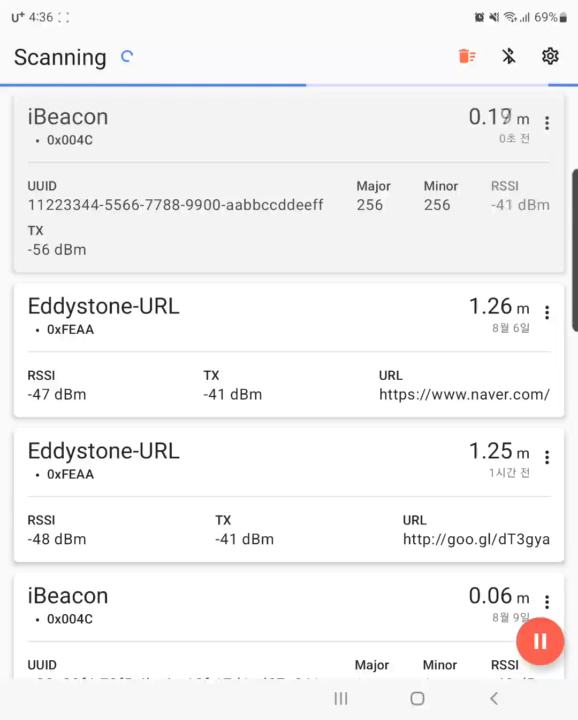 U+ 4:36 69%
Scanning
iBeacon 0.19 m
• 0x004C 0초 전
UUID Major Minor RSSI
11223344-5566-7788-9900-aabbccddeeff 256 256 -41 dBm
TX
-56 dBm
Eddystone-URL 1.26 m
• 0xFEAA 8월 6일
RSSI TX URL
-47 dBm -41 dBm https://www.naver.com/
Eddystone-URL 1.25 m
• 0xFEAA 1시간 전
RSSI TX URL
-48 dBm -41 dBm http://goo.gl/dT3gya
iBeacon 0.06 m
• 0x004C 8월 9일
UUID Major Minor RSSI